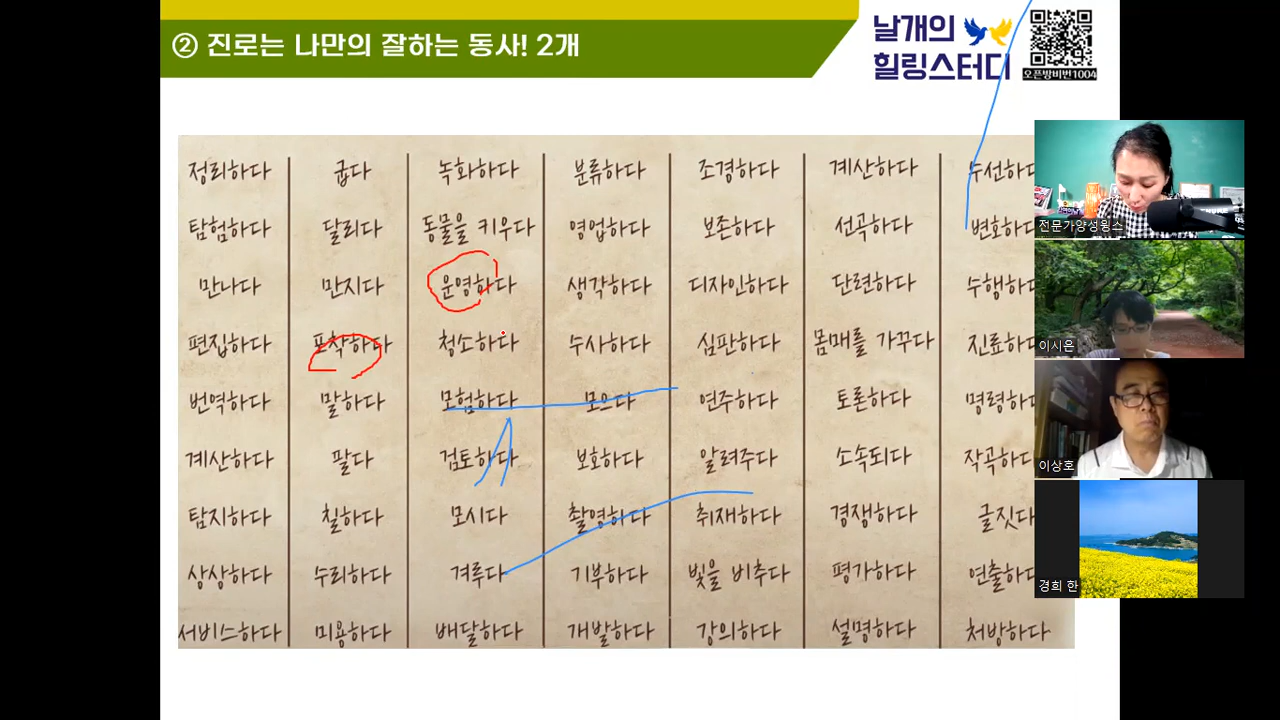 ② 진로는 나만의 잘하는 동사! 2개
날개의
힐링스터디
오픈방비번1004
정리하다 굽다 녹화하다 분류하다 조경하다 계산하다 수선하다
탐험하다 달리다 동물을 키우다 영업하다 보존하다 선곡하다 변호하다
만나다 만지다 운영하다 생각하다 디자인하다 단련하다 수행하다
편집하다 포착하다 청소하다 수사하다 심판하다 몸매를 가꾸다 진료하다
번역하다 말하다 모험하다 모으다 연주하다 토론하다 명령하다
계산하다 팔다 검토하다 보호하다 알려주다 소속되다 작곡하다
탐지하다 칠하다 모시다 촬영하다 취재하다 경쟁하다 글짓다
상상하다 수리하다 겨루다 기부하다 빛을 비추다 평가하다 연출하다
서비스하다 미용하다 배달하다 개발하다 강의하다 설명하다 처방하다
전문가양성윙스
이시은
이상호
경희 한